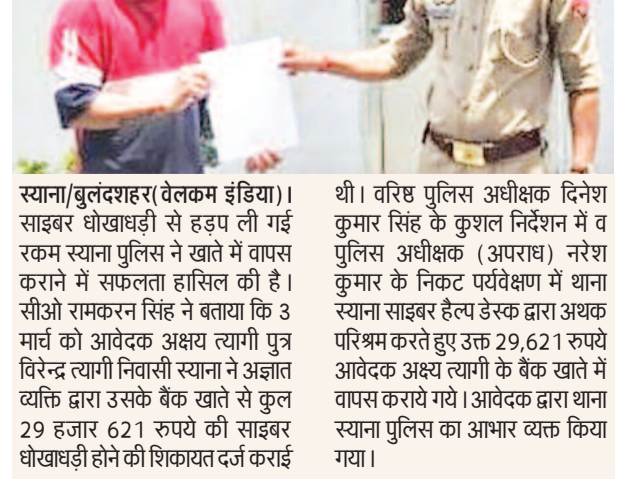 स्याना/बुलंदशहर(वेलकम इंडिया)।
साइबर धोखाधड़ी से हड़प ली गई
रकम स्याना पुलिस ने खाते में वापस
कराने में सफलता हासिल की है।
सीओ रामकरन सिंह ने बताया कि 3
मार्च को आवेदक अक्षय त्यागी पुत्र
विरेन्द्र त्यागी निवासी स्याना ने अज्ञात
व्यक्ति द्वारा उसके बैंक खाते से कुल
29 हजार 621 रुपये की साइबर
धोखाधड़ी होने की शिकायत दर्ज कराई
थी। वरिष्ठ पुलिस अधीक्षक दिनेश
कुमार सिंह के कुशल निर्देशन में व
पुलिस अधीक्षक (अपराध) नरेश
कुमार के निकट पर्यवेक्षण में थाना
स्याना साइबर हैल्प डेस्क द्वारा अथक
परिश्रम करते हुए उक्त 29,621 रुपये
आवेदक अक्ष्य त्यागी के बैंक खाते में
वापस कराये गये।आवेदक द्वारा थाना
स्याना पुलिस का आभार व्यक्त किया
गया।